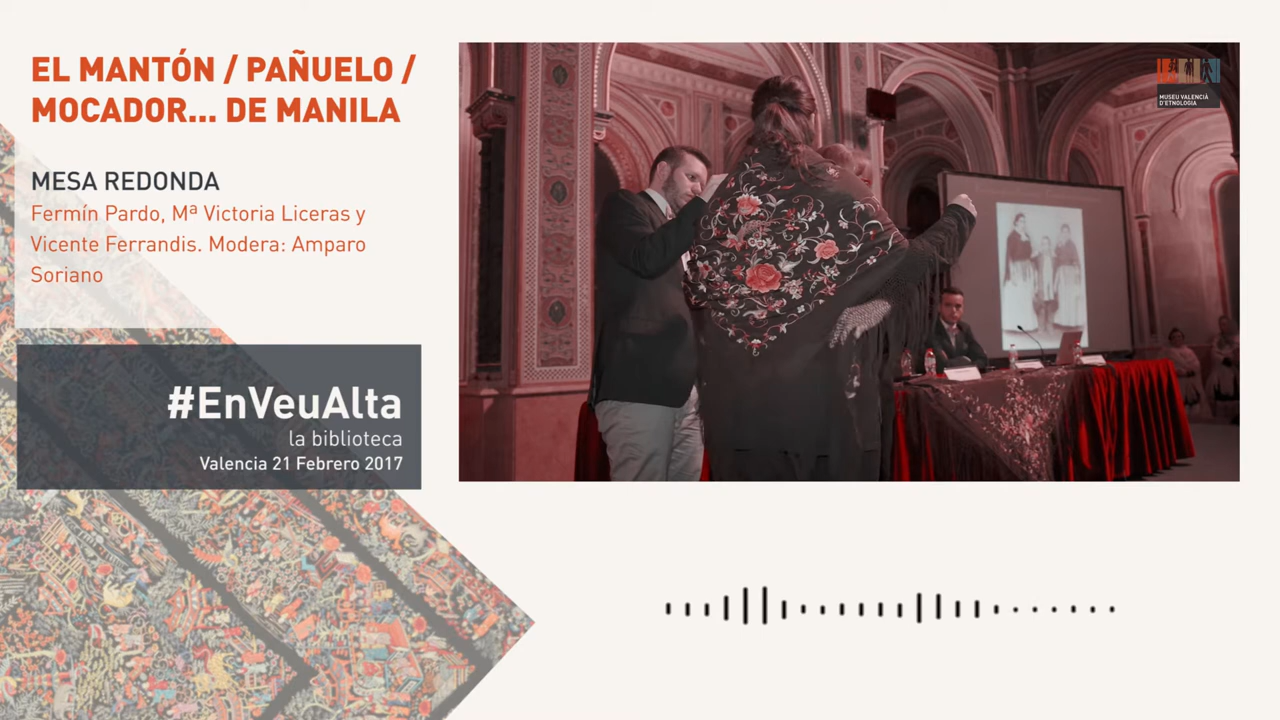 EL MANTÓN / PAÑUELO /
MOCADOR... DE MANILA
MESA REDONDA
Fermín Pardo, Mª Victoria Liceras y
Vicente Ferrandis. Modera: Amparo
Soriano
#EnVeuAlta
la biblioteca
Valencia 21 Febrero 2017
MUSEU VALENCIÀ
D'ETNOLOGIA